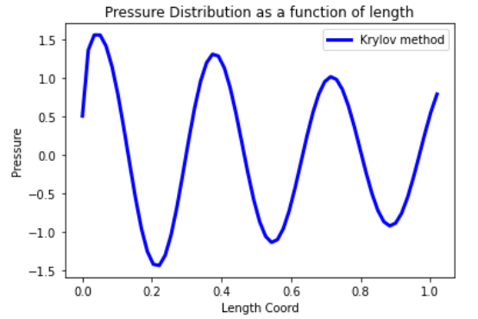 Pressure Distribution as a function of length
Krylov method
1.5
1.0
0.5
0.0
−0.5
−1.0
−1.5
Pressure
0.0 0.2 0.4 0.6 0.8 1.0
Length Coord